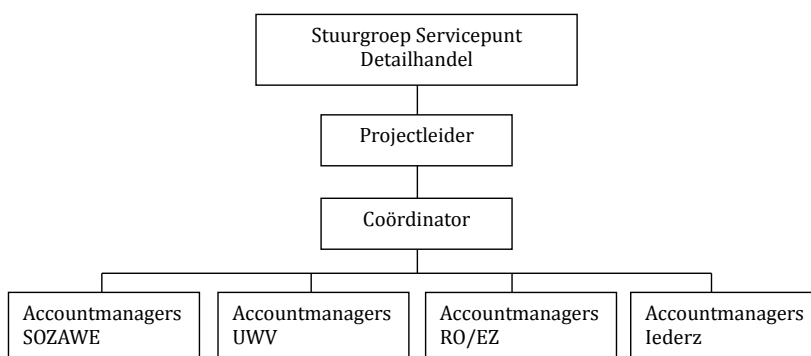 Stuurgroep Servicepunt
Detailhandel
Projectleider
Coördinator
Accountmanagers
SOZAWE
Accountmanagers
UWV
Accountmanagers
RO/EZ
Accountmanagers
Iederz